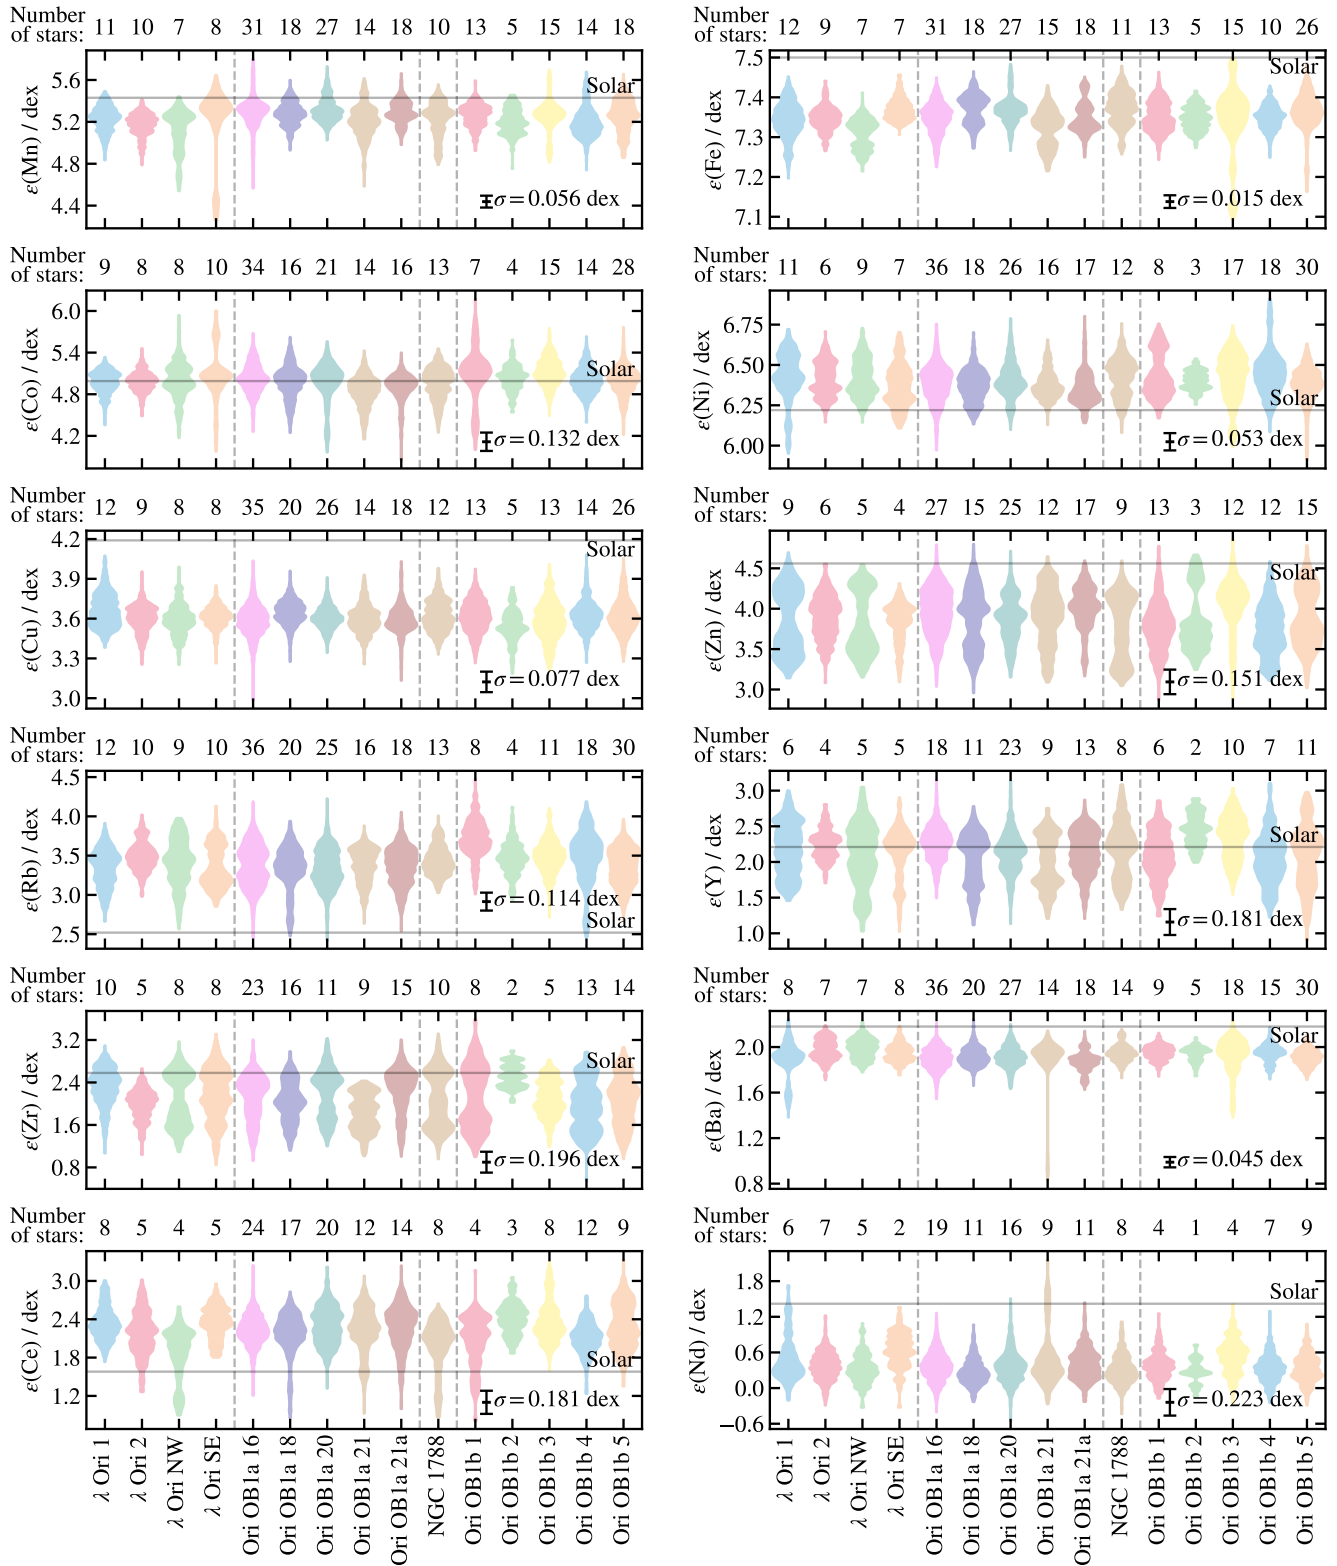 Number
of stars: 11 10 7 8 31 18 27 14 18 10 13 5 15 14 18
5.6
5.2
4.8
4.4
ε(Mn) / dex
Solar
σ=0.056 dex
Number
of stars: 12 9 7 7 31 18 30 15 18 11 13 5 15 10 26
7.5
7.4
7.3
7.2
7.1
ε(Fe) / dex
Solar
σ=0.015 dex
Number
of stars: 9 8 8 10 34 16 21 14 16 13 7 4 15 14 28
6.0
5.4
4.8
4.2
ε(Co) / dex
Solar
σ=0.132 dex
Number
of stars: 11 6 9 7 36 18 26 16 17 12 8 3 17 18 30
6.75
6.50
6.25
6.00
ε(Ni) / dex
Solar
σ=0.053 dex
Number
of stars: 12 9 8 8 35 20 26 14 18 12 13 5 13 14 26
4.2
3.9
3.6
3.3
3.0
ε(Cu) / dex
Solar
σ=0.077 dex
Number
of stars: 9 6 5 4 27 15 25 12 17 9 13 3 12 12 15
4.5
4.0
3.5
3.0
ε(Zn) / dex
Solar
σ=0.151 dex
Number
of stars: 12 10 9 10 36 20 25 16 18 13 8 4 11 18 30
4.5
4.0
3.5
3.0
2.5
ε(Rb) / dex
σ=0.114 dex
Solar
Number
of stars: 6 4 5 5 18 11 23 9 13 8 6 2 10 7 11
3.0
2.5
2.0
1.5
1.0
ε(Y) / dex
Solar
σ=0.181 dex
Number
of stars: 10 5 8 8 23 16 11 9 15 10 8 2 5 13 14
3.2
2.4
1.6
0.8
ε(Zr) / dex
Solar
σ=0.196 dex
Number
of stars: 8 7 7 8 36 20 27 14 18 14 9 5 18 15 30
2.0
1.6
1.2
0.8
ε(Ba) / dex
Solar
σ=0.045 dex
Number
of stars: 8 5 4 5 24 17 20 12 14 8 4 3 8 12 9
3.0
2.4
1.8
1.2
ε(Ce) / dex
Solar
σ=0.181 dex
λ Ori 1
λ Ori 2
λ Ori NW
λ Ori SE
Ori OB1a 16
Ori OB1a 18
Ori OB1a 20
Ori OB1a 21
Ori OB1a 21a
NGC 1788
Ori OB1b 1
Ori OB1b 2
Ori OB1b 3
Ori OB1b 4
Ori OB1b 5
Number
of stars: 6 7 5 2 19 11 16 9 11 8 4 1 4 7 9
1.8
1.2
0.6
0.0
−0.6
ε(Nd) / dex
Solar
σ=0.223 dex
λ Ori 1
λ Ori 2
λ Ori NW
λ Ori SE
Ori OB1a 16
Ori OB1a 18
Ori OB1a 20
Ori OB1a 21
Ori OB1a 21a
NGC 1788
Ori OB1b 1
Ori OB1b 2
Ori OB1b 3
Ori OB1b 4
Ori OB1b 5